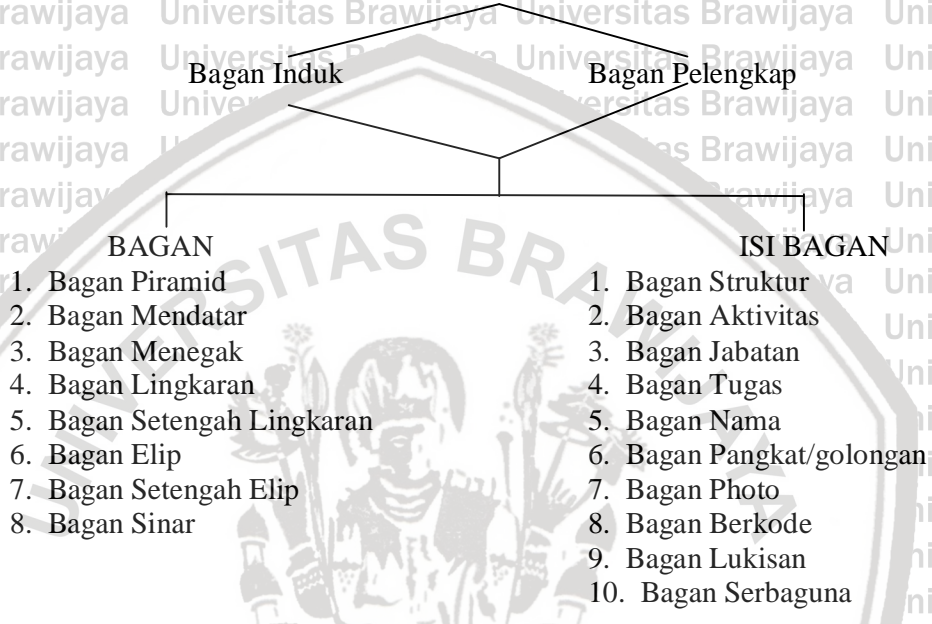 Bagan Induk
Bagan Pelengkap
BAGAN
1. Bagan Piramid
2. Bagan Mendatar
3. Bagan Menegak
4. Bagan Lingkaran
5. Bagan Setengah Lingkaran
6. Bagan Elip
7. Bagan Setengah Elip
8. Bagan Sinar
ISI BAGAN
1. Bagan Struktur
2. Bagan Aktivitas
3. Bagan Jabatan
4. Bagan Tugas
5. Bagan Nama
6. Bagan Pangkat/golongan
7. Bagan Photo
8. Bagan Berkode
9. Bagan Lukisan
10. Bagan Serbaguna
UNIVERSITAS BRAWIJAYA